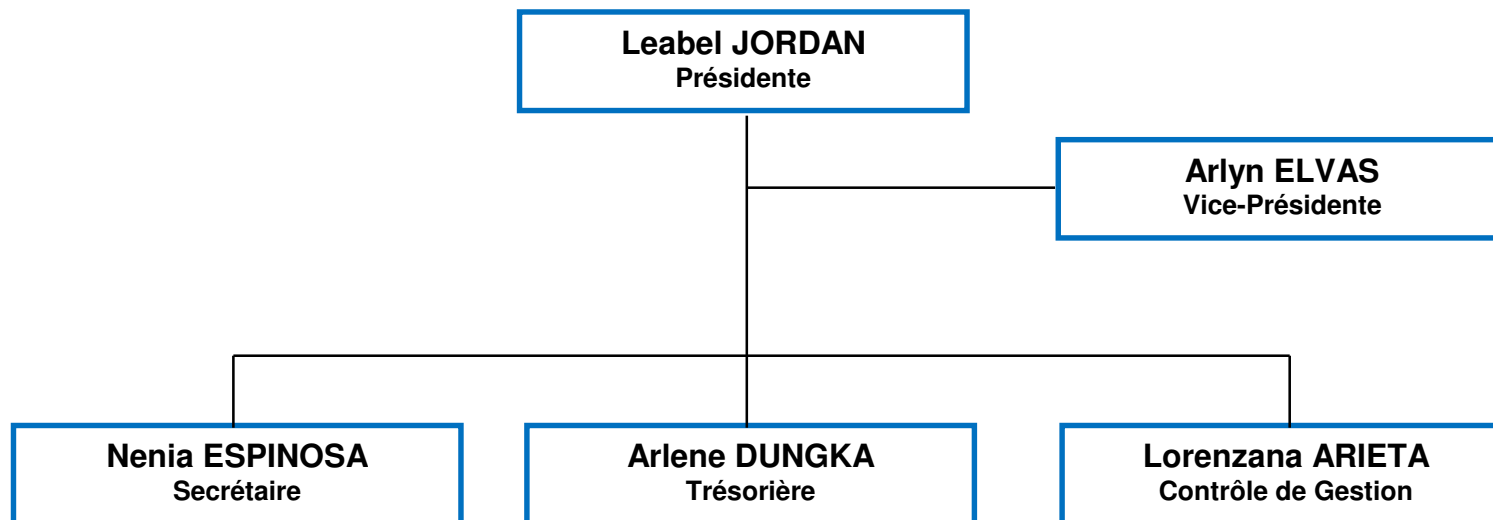 Leabel JORDAN
Présidente
Arlyn ELVAS
Vice-Présidente
Nenia ESPINOSA
Secrétaire
Arlene DUNGKA
Trésorière
Lorenzana ARIETA
Contrôle de Gestion